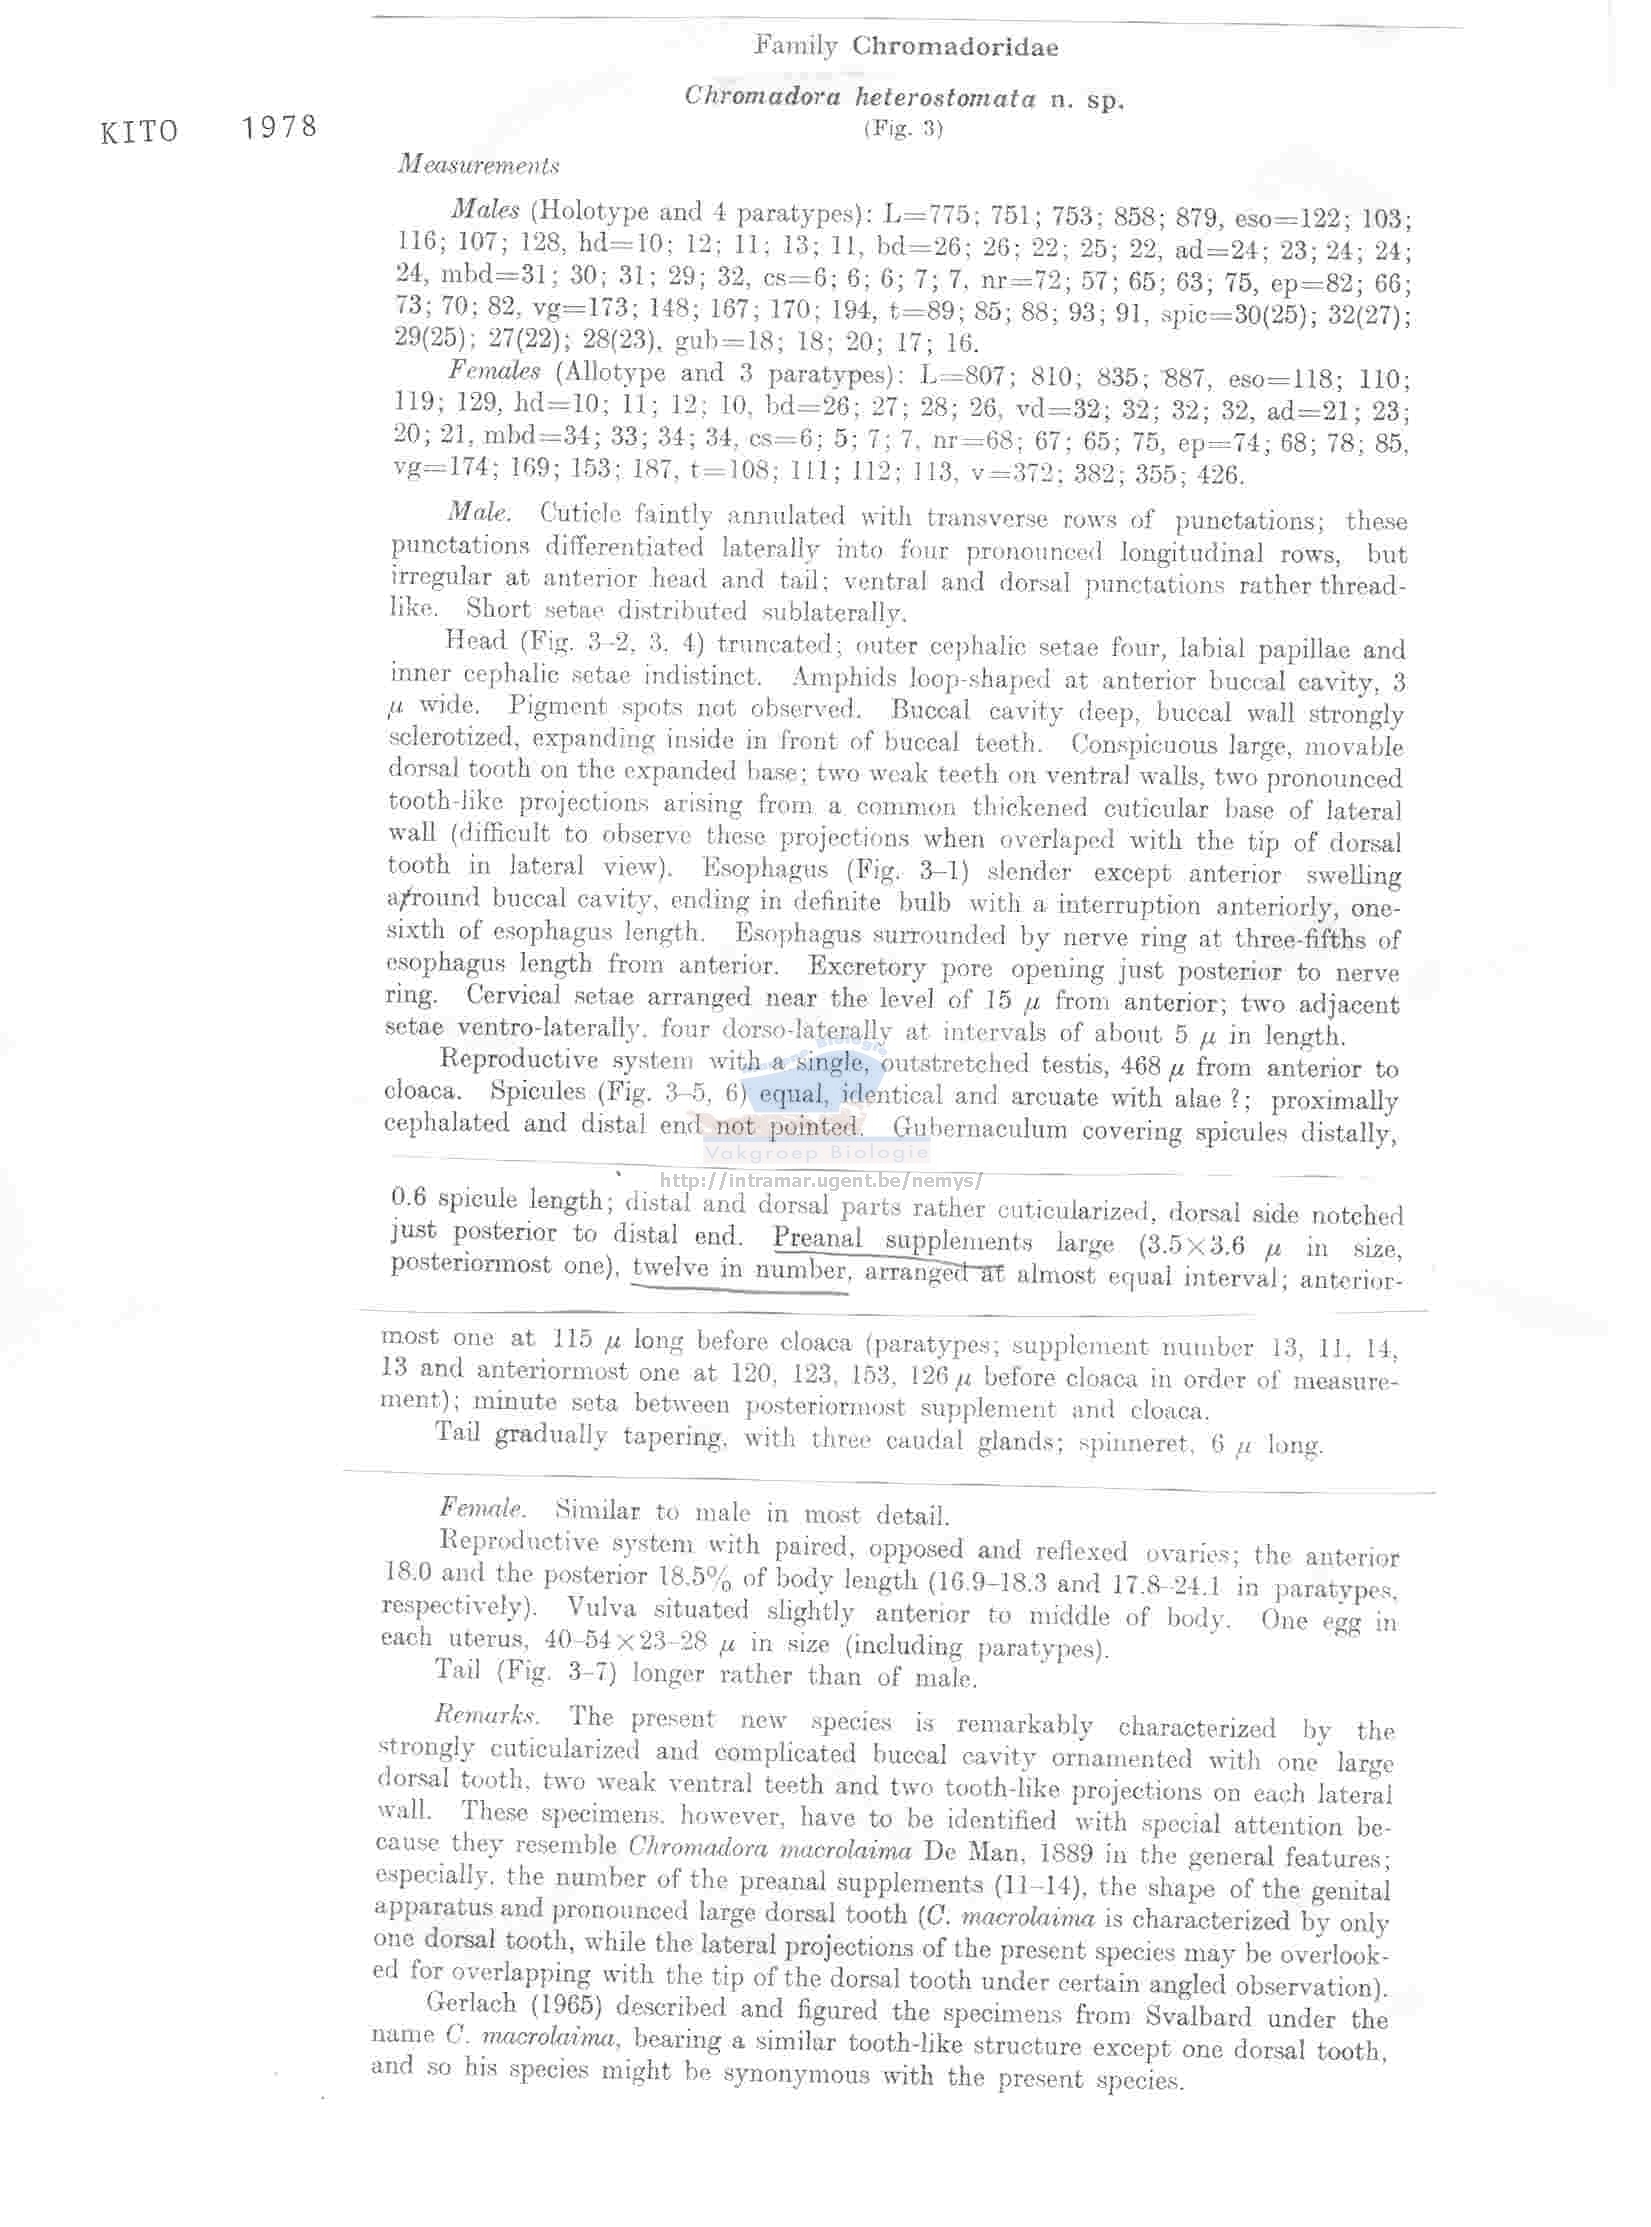 Family Chromadoridae
Chromadora heterostomata n. sp.
(Fig. 3)
KITO 1978
Measurements
Males (Holotype and 4 paratypes): L=775; 751; 753; 858; 879, eso=122; 103;
116; 107; 128, hd=10; 12; 11; 13; 11, bd=26; 26; 22; 25; 22, ad=24; 23; 24; 24;
24, mbd=31; 30; 31; 29; 32, cs=6; 6; 6; 7; 7, nr=72; 57; 65; 63; 75, ep=82; 66;
73; 70; 82, vg=173; 148; 167; 170; 194, t=89; 85; 88; 93; 91, spic=30(25); 32(27);
29(25); 27(22); 28(23), gub=18; 18; 20; 17; 16.
Females (Allotype and 3 paratypes): L=807; 810; 835; 887, eso=118; 110;
119; 129, hd=10; 11; 12; 10, bd=26; 27; 28; 26, vd=32; 32; 32; 32, ad=21; 23;
20; 21, mbd=34; 33; 34; 34, cs=6; 5; 7; 7, nr=68; 67; 65; 75, ep=74; 68; 78; 85,
vg=174; 169; 153; 187, t=108; 111; 112; 113, v=372; 382; 355; 426.
Male. Cuticle faintly annulated with transverse rows of punctations; these
punctations differentiated laterally into four pronounced longitudinal rows, but
irregular at anterior head and tail; ventral and dorsal punctations rather thread-
like. Short setae distributed sublaterally.
Head (Fig. 3-2, 3, 4) truncated; outer cephalic setae four, labial papillae and
inner cephalic setae indistinct. Amphids loop-shaped at anterior buccal cavity, 3
μ wide. Pigment spots not observed. Buccal cavity deep, buccal wall strongly
sclerotized, expanding inside in front of buccal teeth. Conspicuous large, movable
dorsal tooth on the expanded base; two weak teeth on ventral walls, two pronounced
tooth-like projections arising from a common thickened cuticular base of lateral
wall (difficult to observe these projections when overlaped with the tip of dorsal
tooth in lateral view). Esophagus (Fig. 3-1) slender except anterior swelling
around buccal cavity, ending in definite bulb with a interruption anteriorly, one-
sixth of esophagus length. Esophagus surrounded by nerve ring at three-fifths of
esophagus length from anterior. Excretory pore opening just posterior to nerve
ring. Cervical setae arranged near the level of 15 μ from anterior; two adjacent
setae ventro-laterally, four dorso-laterally at intervals of about 5 μ in length.
Reproductive system with a single, outstretched testis, 468 μ from anterior to
cloaca. Spicules (Fig. 3-5, 6) equal, identical and arcuate with alae ?; proximally
cephalated and distal end not pointed. Gubernaculum covering spicules distally,
Vakgroep Biologie
http://intramar.ugent.be/nemys/
0.6 spicule length; distal and dorsal parts rather cuticularized, dorsal side notched
just posterior to distal end. Preanal supplements large (3.5×3.6 μ in size,
posteriormost one), twelve in number, arranged at almost equal interval; anterior-
most one at 115 μ long before cloaca (paratypes; supplement number 13, 11, 14,
13 and anteriormost one at 120, 123, 153, 126 μ before cloaca in order of measure-
ment); minute seta between posteriormost supplement and cloaca.
Tail gradually tapering, with three caudal glands; spinneret, 6 μ long.
Female. Similar to male in most detail.
Reproductive system with paired, opposed and reflexed ovaries; the anterior
18.0 and the posterior 18.5% of body length (16.9-18.3 and 17.8-24.1 in paratypes,
respectively). Vulva situated slightly anterior to middle of body. One egg in
each uterus, 40-54×23-28 μ in size (including paratypes).
Tail (Fig. 3-7) longer rather than of male.
Remarks. The present new species is remarkably characterized by the
strongly cuticularized and complicated buccal cavity ornamented with one large
dorsal tooth, two weak ventral teeth and two tooth-like projections on each lateral
wall. These specimens, however, have to be identified with special attention be-
cause they resemble Chromadora macrolaima De Man, 1889 in the general features;
especially, the number of the preanal supplements (11-14), the shape of the genital
apparatus and pronounced large dorsal tooth (C. macrolaima is characterized by only
one dorsal tooth, while the lateral projections of the present species may be overlook-
ed for overlapping with the tip of the dorsal tooth under certain angled observation).
Gerlach (1965) described and figured the specimens from Svalbard under the
name C. macrolaima, bearing a similar tooth-like structure except one dorsal tooth,
and so his species might be synonymous with the present species.